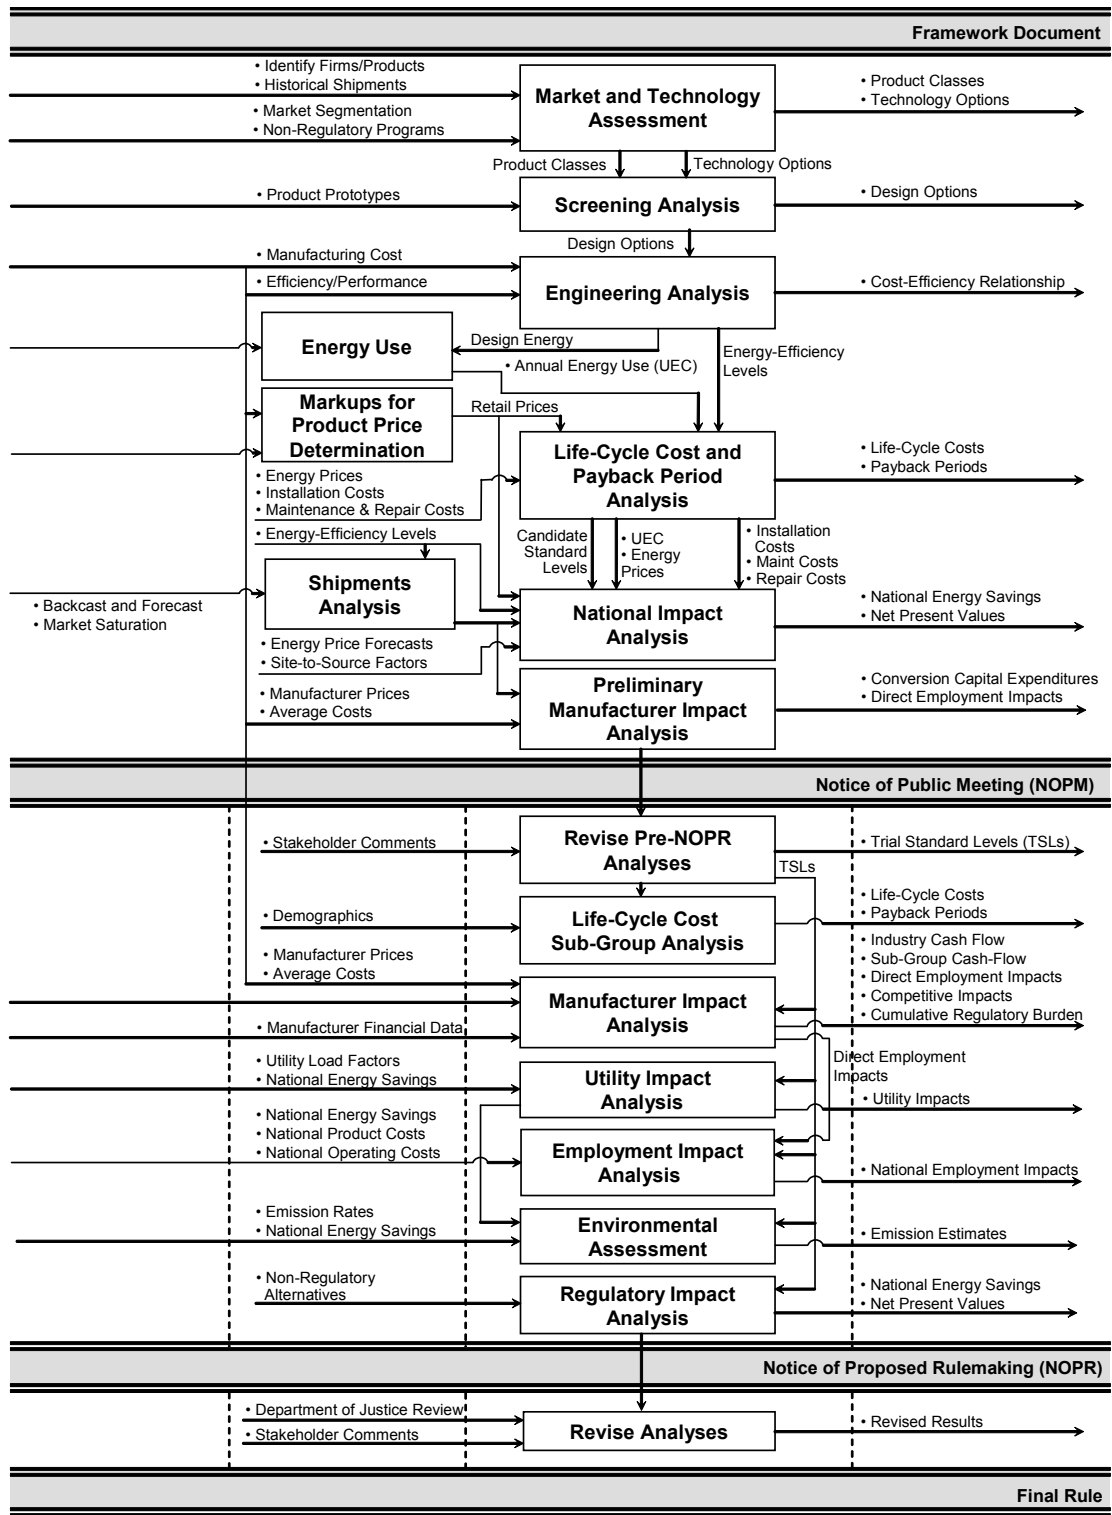 Framework Document
• Identify Firms/Products
• Historical Shipments
• Market Segmentation
• Non-Regulatory Programs
Market and Technology
Assessment
• Product Classes
• Technology Options
Product Classes
Technology Options
• Product Prototypes
Screening Analysis
• Design Options
Design Options
• Manufacturing Cost
• Efficiency/Performance
Engineering Analysis
• Cost-Efficiency Relationship
Energy Use
Design Energy
• Annual Energy Use (UEC)
Energy-Efficiency
Levels
Markups for
Product Price
Determination
Retail Prices
• Energy Prices
• Installation Costs
• Maintenance & Repair Costs
Life-Cycle Cost and
Payback Period
Analysis
• Life-Cycle Costs
• Payback Periods
• Energy-Efficiency Levels
Candidate
Standard
Levels
• UEC
• Energy
Prices
• Installation
Costs
• Maint Costs
• Repair Costs
Shipments
Analysis
• Backcast and Forecast
• Market Saturation
• Energy Price Forecasts
• Site-to-Source Factors
National Impact
Analysis
• National Energy Savings
• Net Present Values
• Manufacturer Prices
• Average Costs
Preliminary
Manufacturer Impact
Analysis
• Conversion Capital Expenditures
• Direct Employment Impacts
Notice of Public Meeting (NOPM)
• Stakeholder Comments
Revise Pre-NOPR
Analyses
• Trial Standard Levels (TSLs)
TSLs
• Demographics
Life-Cycle Cost
Sub-Group Analysis
• Life-Cycle Costs
• Payback Periods
• Manufacturer Prices
• Average Costs
• Manufacturer Financial Data
Manufacturer Impact
Analysis
• Industry Cash Flow
• Sub-Group Cash-Flow
• Direct Employment Impacts
• Competitive Impacts
• Cumulative Regulatory Burden
Direct Employment
Impacts
• Utility Load Factors
• National Energy Savings
Utility Impact
Analysis
• Utility Impacts
• National Energy Savings
• National Product Costs
• National Operating Costs
Employment Impact
Analysis
• National Employment Impacts
• Emission Rates
• National Energy Savings
Environmental
Assessment
• Emission Estimates
• Non-Regulatory
Alternatives
Regulatory Impact
Analysis
• National Energy Savings
• Net Present Values
Notice of Proposed Rulemaking (NOPR)
• Department of Justice Review
• Stakeholder Comments
Revise Analyses
• Revised Results
Final Rule